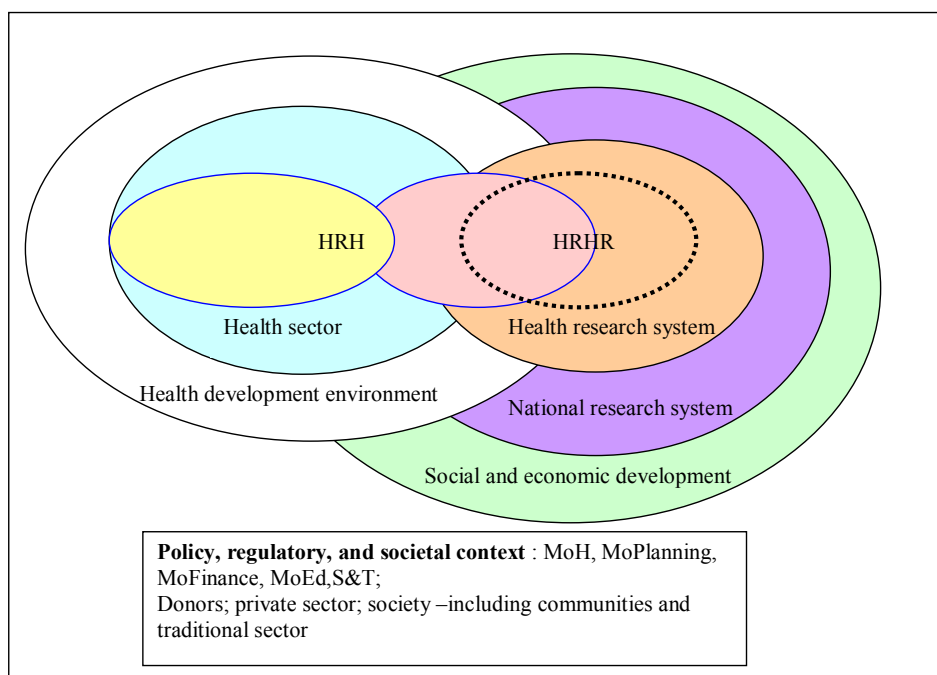 HRH
HRHR
Health sector
Health research system
Health development environment
National research system
Social and economic development
Policy, regulatory, and societal context : MoH, MoPlanning,
MoFinance, MoEd,S&T;
Donors; private sector; society –including communities and
traditional sector